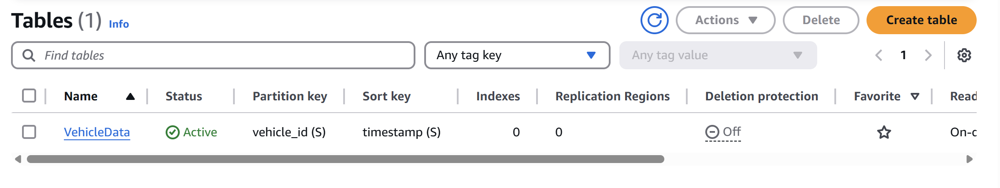 Tables (1) Info
Actions Delete Create table
Find tables Any tag key Any tag value 1
Name Status Partition key Sort key Indexes Replication Regions Deletion protection Favorite Read
VehicleData Active vehicle_id (S) timestamp (S) 0 0 Off